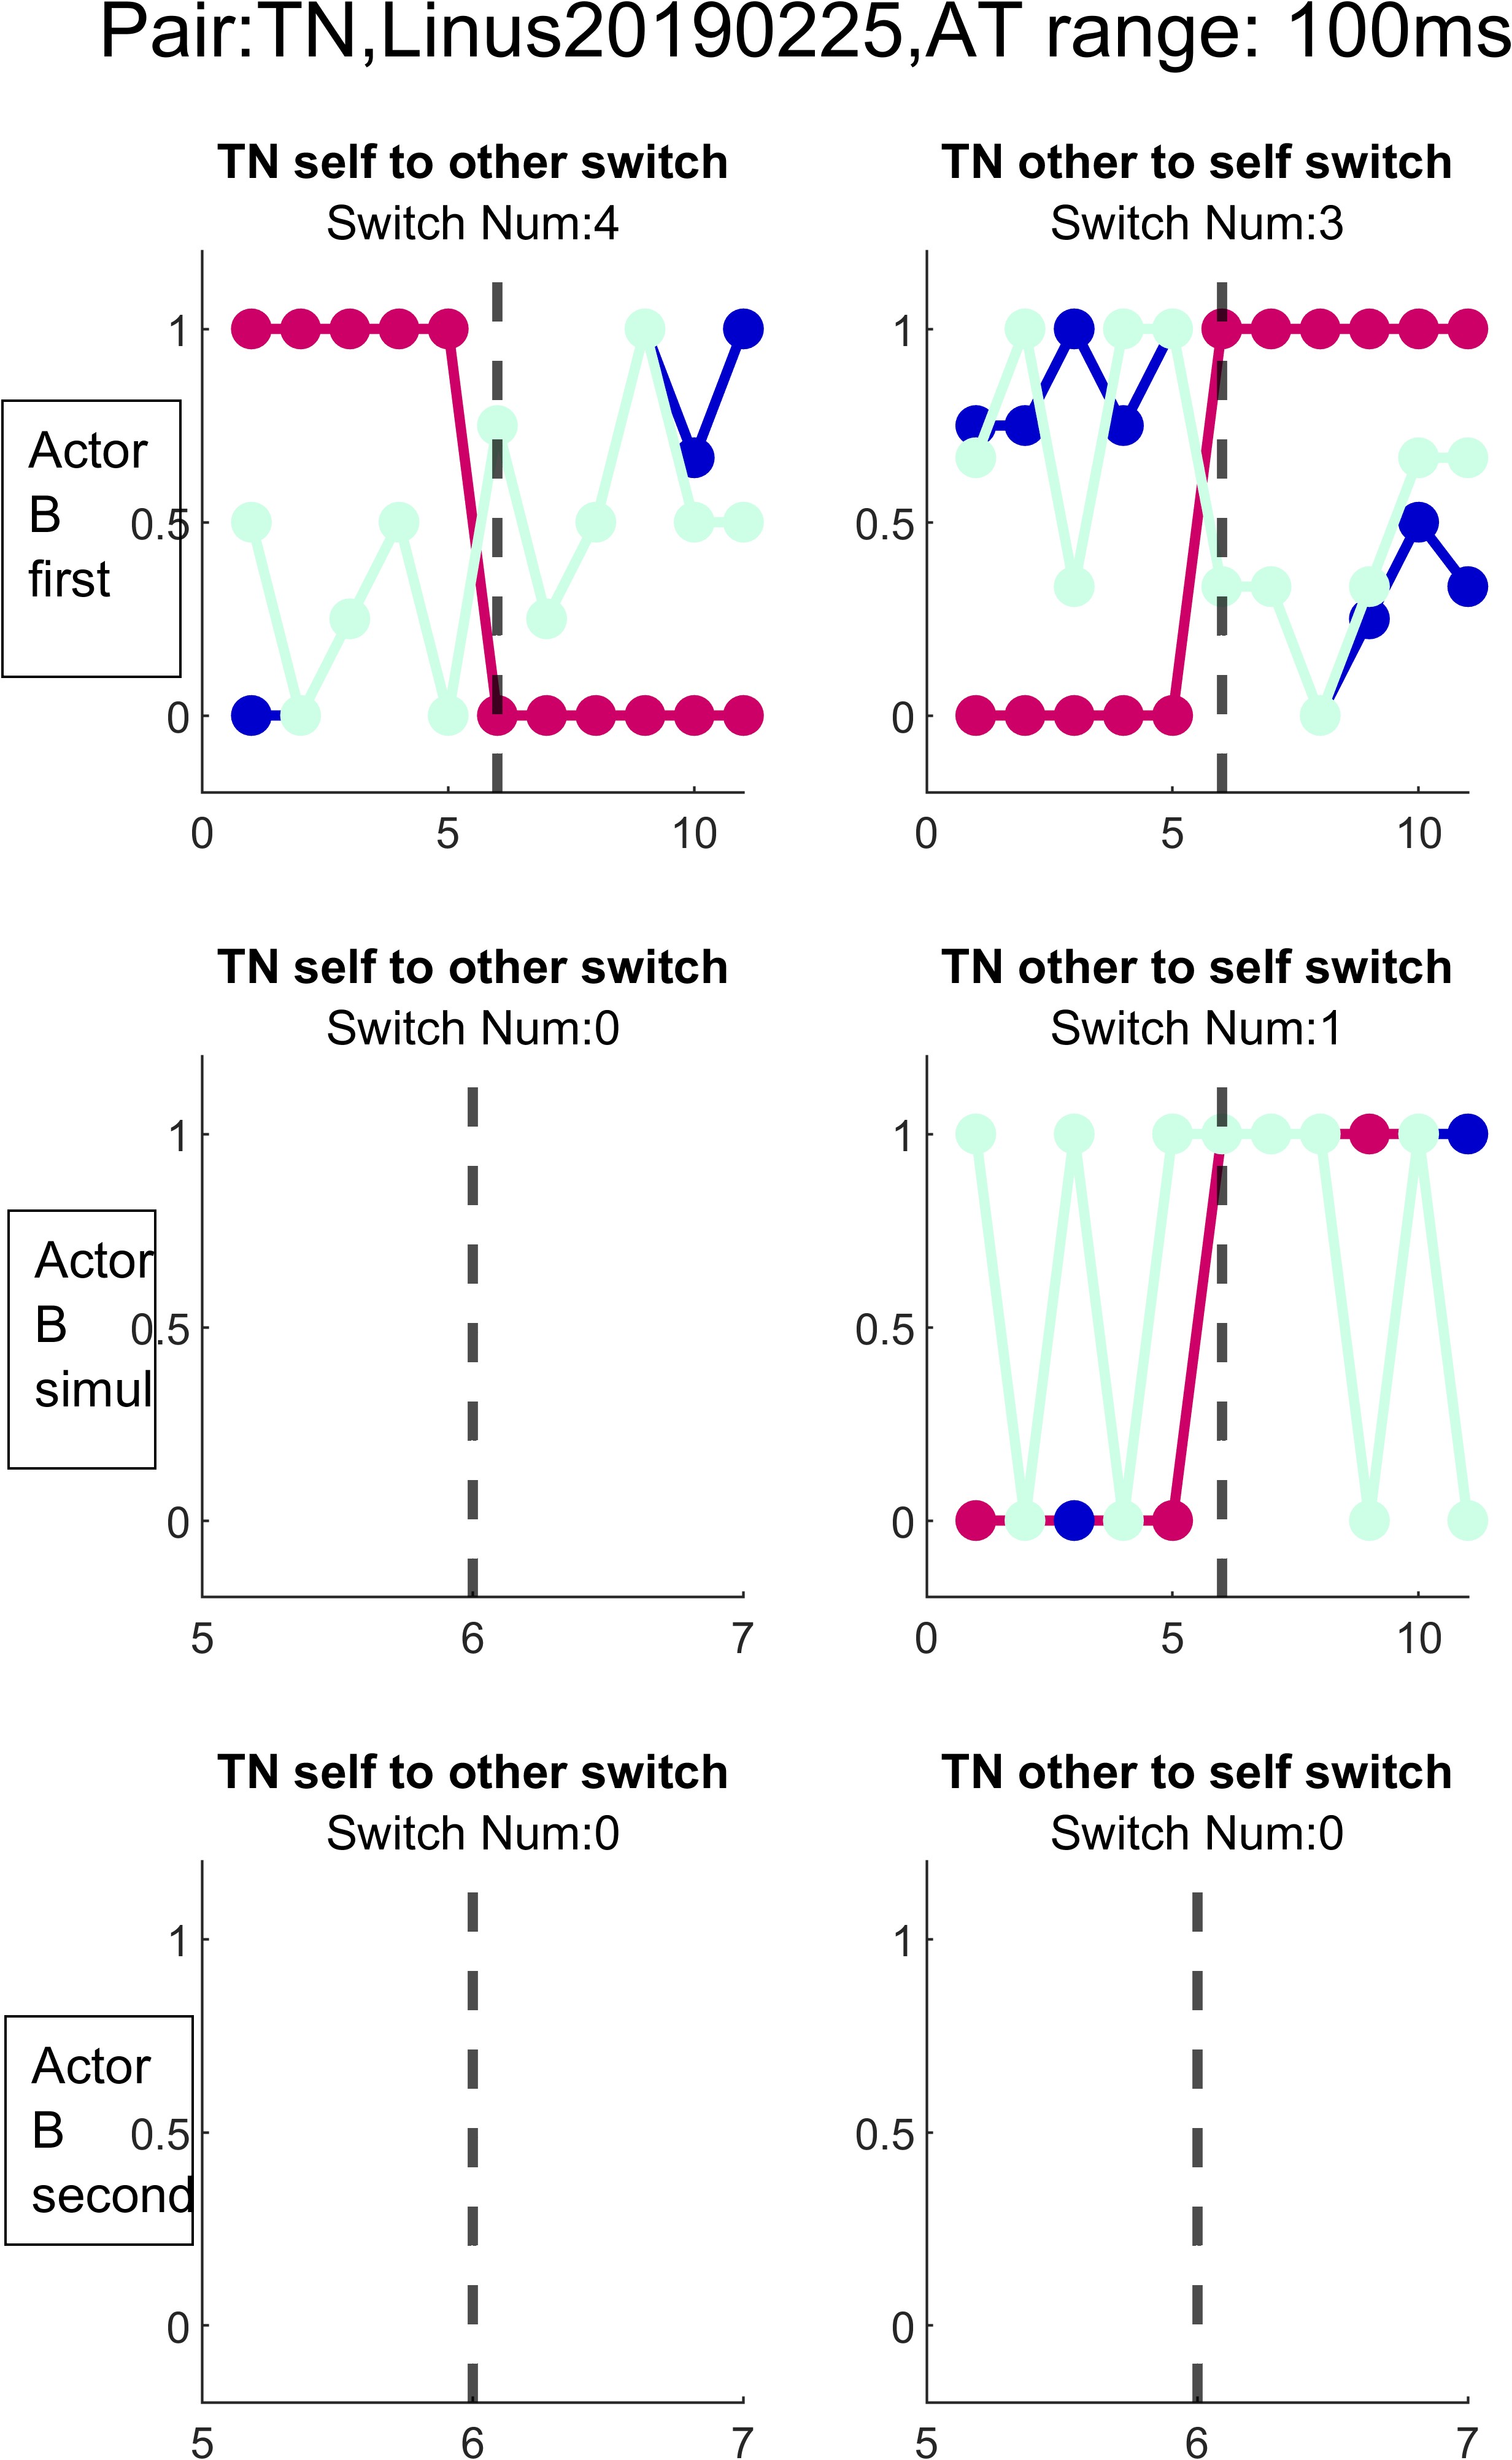 Pair:TN,Linus20190225,AT range: 100ms
TN self to other switch
Switch Num:4
TN other to self switch
Switch Num:3
Actor
B
first
1
0.5
0
0
5
10
1
0.5
0
0
5
10
TN self to other switch
Switch Num:0
TN other to self switch
Switch Num:1
Actor
B
simul
1
0.5
0
5
6
7
1
0.5
0
0
5
10
TN self to other switch
Switch Num:0
TN other to self switch
Switch Num:0
Actor
B
second
1
0.5
0
5
6
7
1
0.5
0
5
6
7